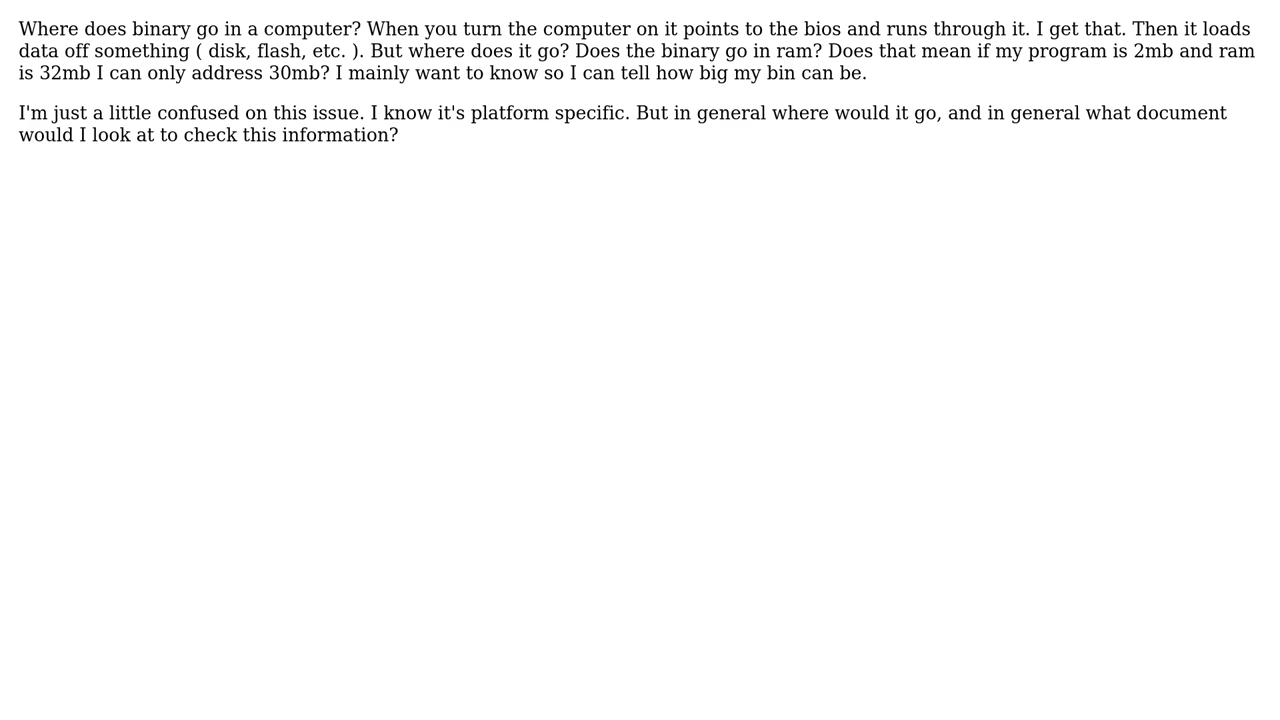 Where does binary go in a computer? When you turn the computer on it points to the bios and runs through it. I get that. Then it loads
data off something ( disk, flash, etc. ). But where does it go? Does the binary go in ram? Does that mean if my program is 2mb and ram
is 32mb I can only address 30mb? I mainly want to know so I can tell how big my bin can be.
I'm just a little confused on this issue. I know it's platform specific. But in general where would it go, and in general what document
would I look at to check this information?